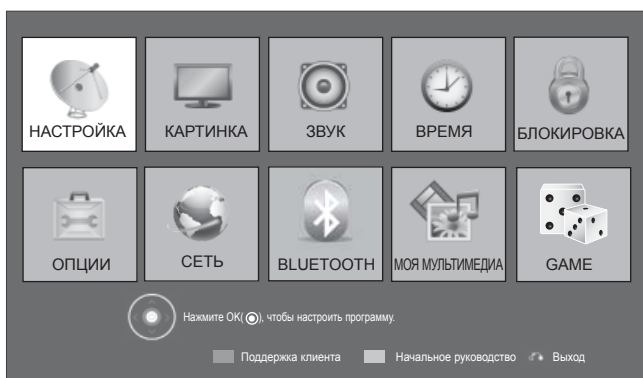 НАСТРОЙКА
КАРТИНКА
ЗВУК
ВРЕМЯ
БЛОКИРОВКА
ОПЦИИ
СЕТЬ
BLUETOOTH
МОЯ МУЛЬТИМЕДИА
GAME
Нажмите ОК( ), чтобы настроить программу.
Поддержка клиента
Начальное руководство
Выход